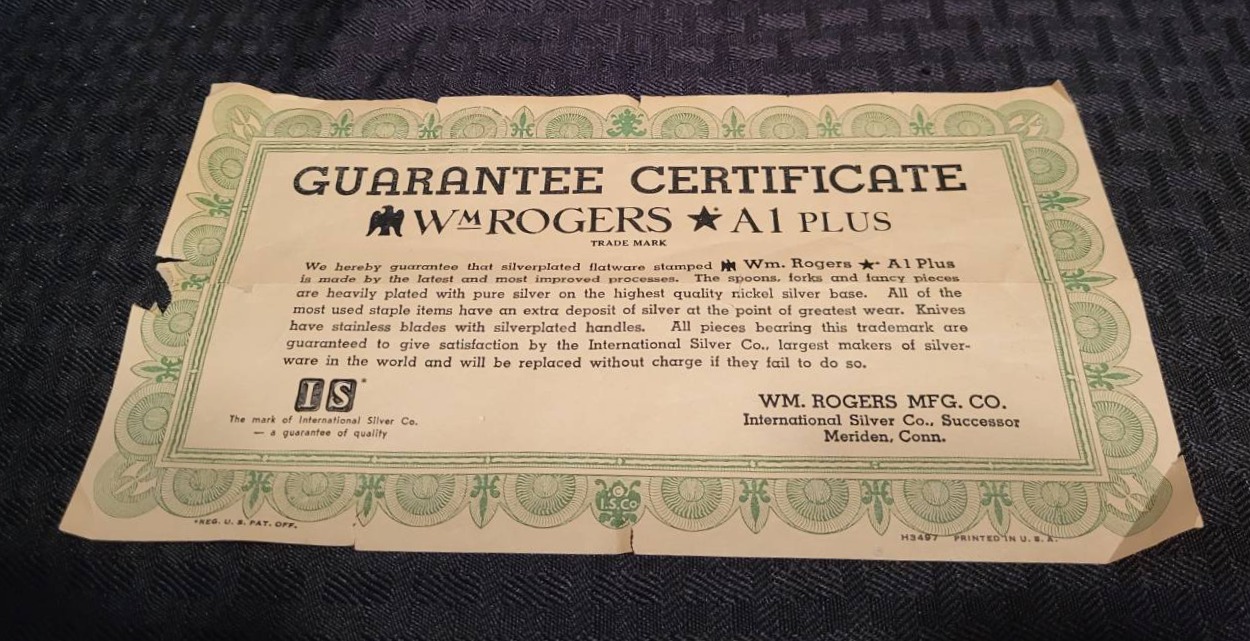 GUARANTEE CERTIFICATE
WM ROGERS ★ A1 PLUS
TRADE MARK
We hereby guarantee that silverplated flatware stamped Wm. Rogers ★ A1 Plus
is made by the latest and most improved processes. The spoons, forks and fancy pieces
are heavily plated with pure silver on the highest quality nickel silver base. All of the
most used staple items have an extra deposit of silver at the point of greatest wear. Knives
have stainless blades with silverplated handles. All pieces bearing this trademark are
guaranteed to give satisfaction by the International Silver Co., largest makers of silver-
ware in the world and will be replaced without charge if they fail to do so.
IS*
The mark of International Silver Co.
— a guarantee of quality
WM. ROGERS MFG. CO.
International Silver Co., Successor
Meriden, Conn.
I.S.Co
*REG. U. S. PAT. OFF.
H3497 PRINTED IN U. S. A.